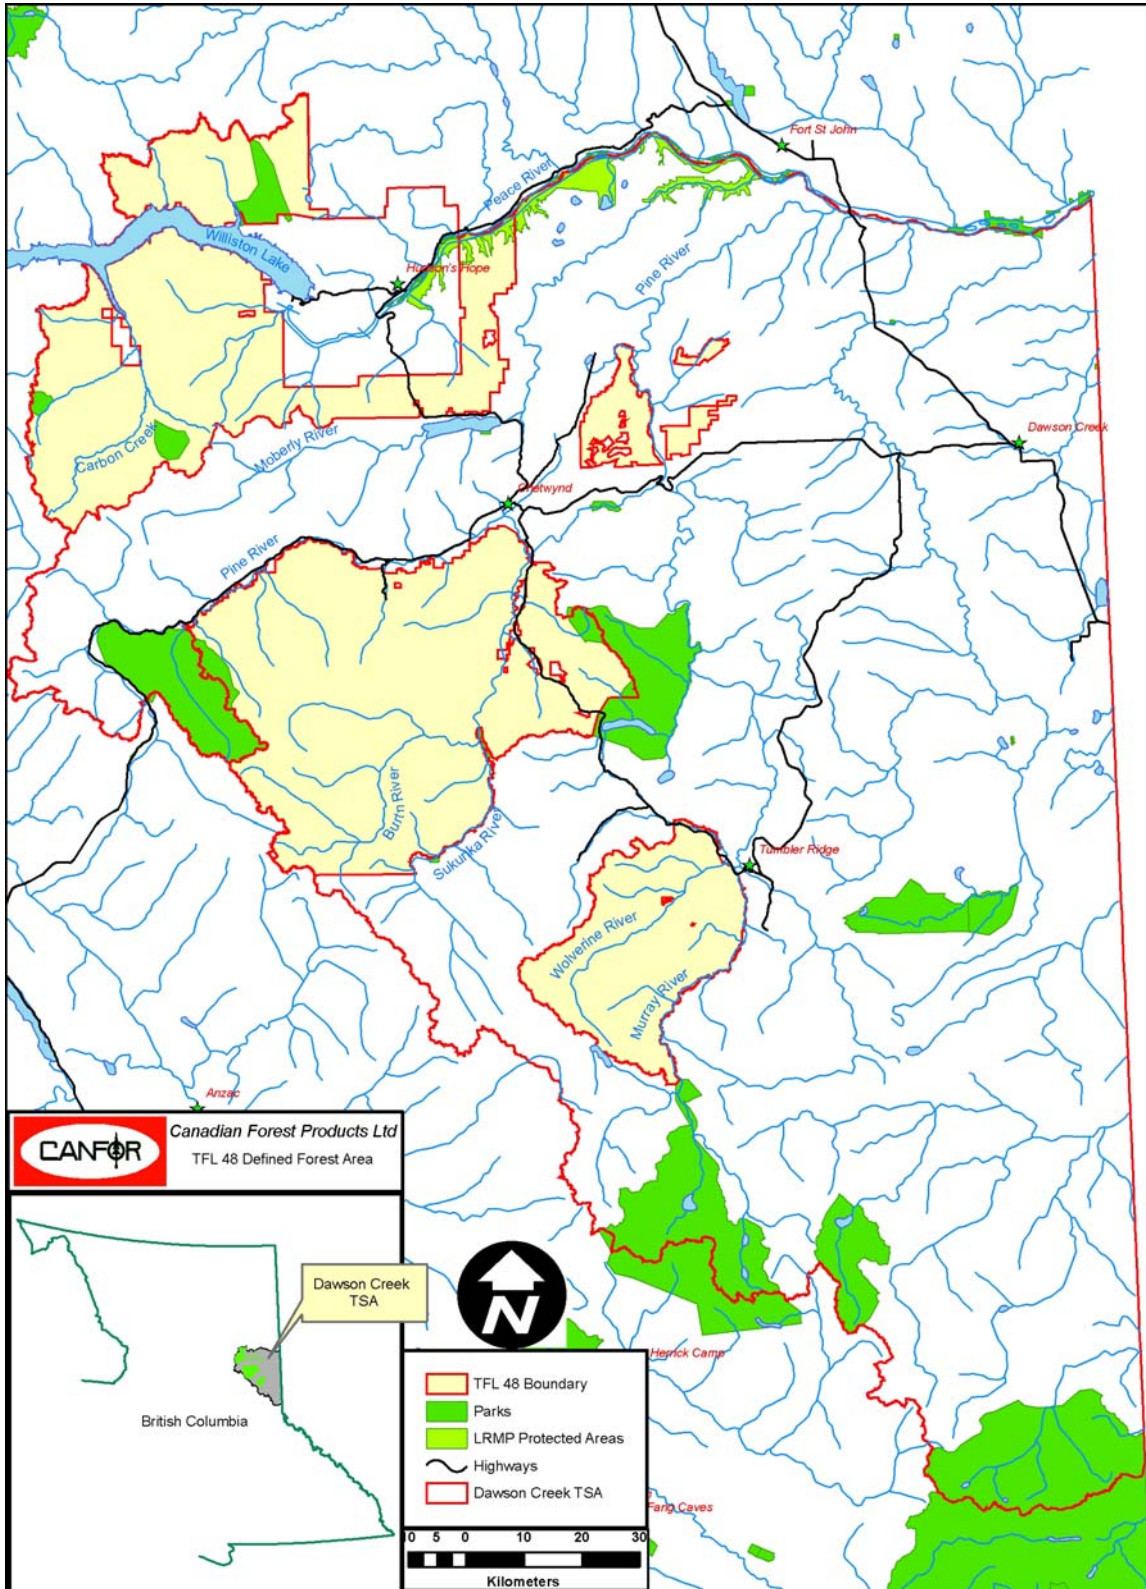 Fort St John
Peace River
Williston Lake
Hudson's Hope
Pine River
Dawson Creek
Carbon Creek
Moberly River
Chetwynd
Pine River
Burnt River
Sukunka River
Tumbler Ridge
Wolverine River
Murray River
Anzac
CANFOR
Canadian Forest Products Ltd
TFL 48 Defined Forest Area
Dawson Creek
TSA
British Columbia
N
Herrick Camp
TFL 48 Boundary
Parks
LRMP Protected Areas
Highways
Dawson Creek TSA
Fang Caves
10 5 0 10 20 30
Kilometers